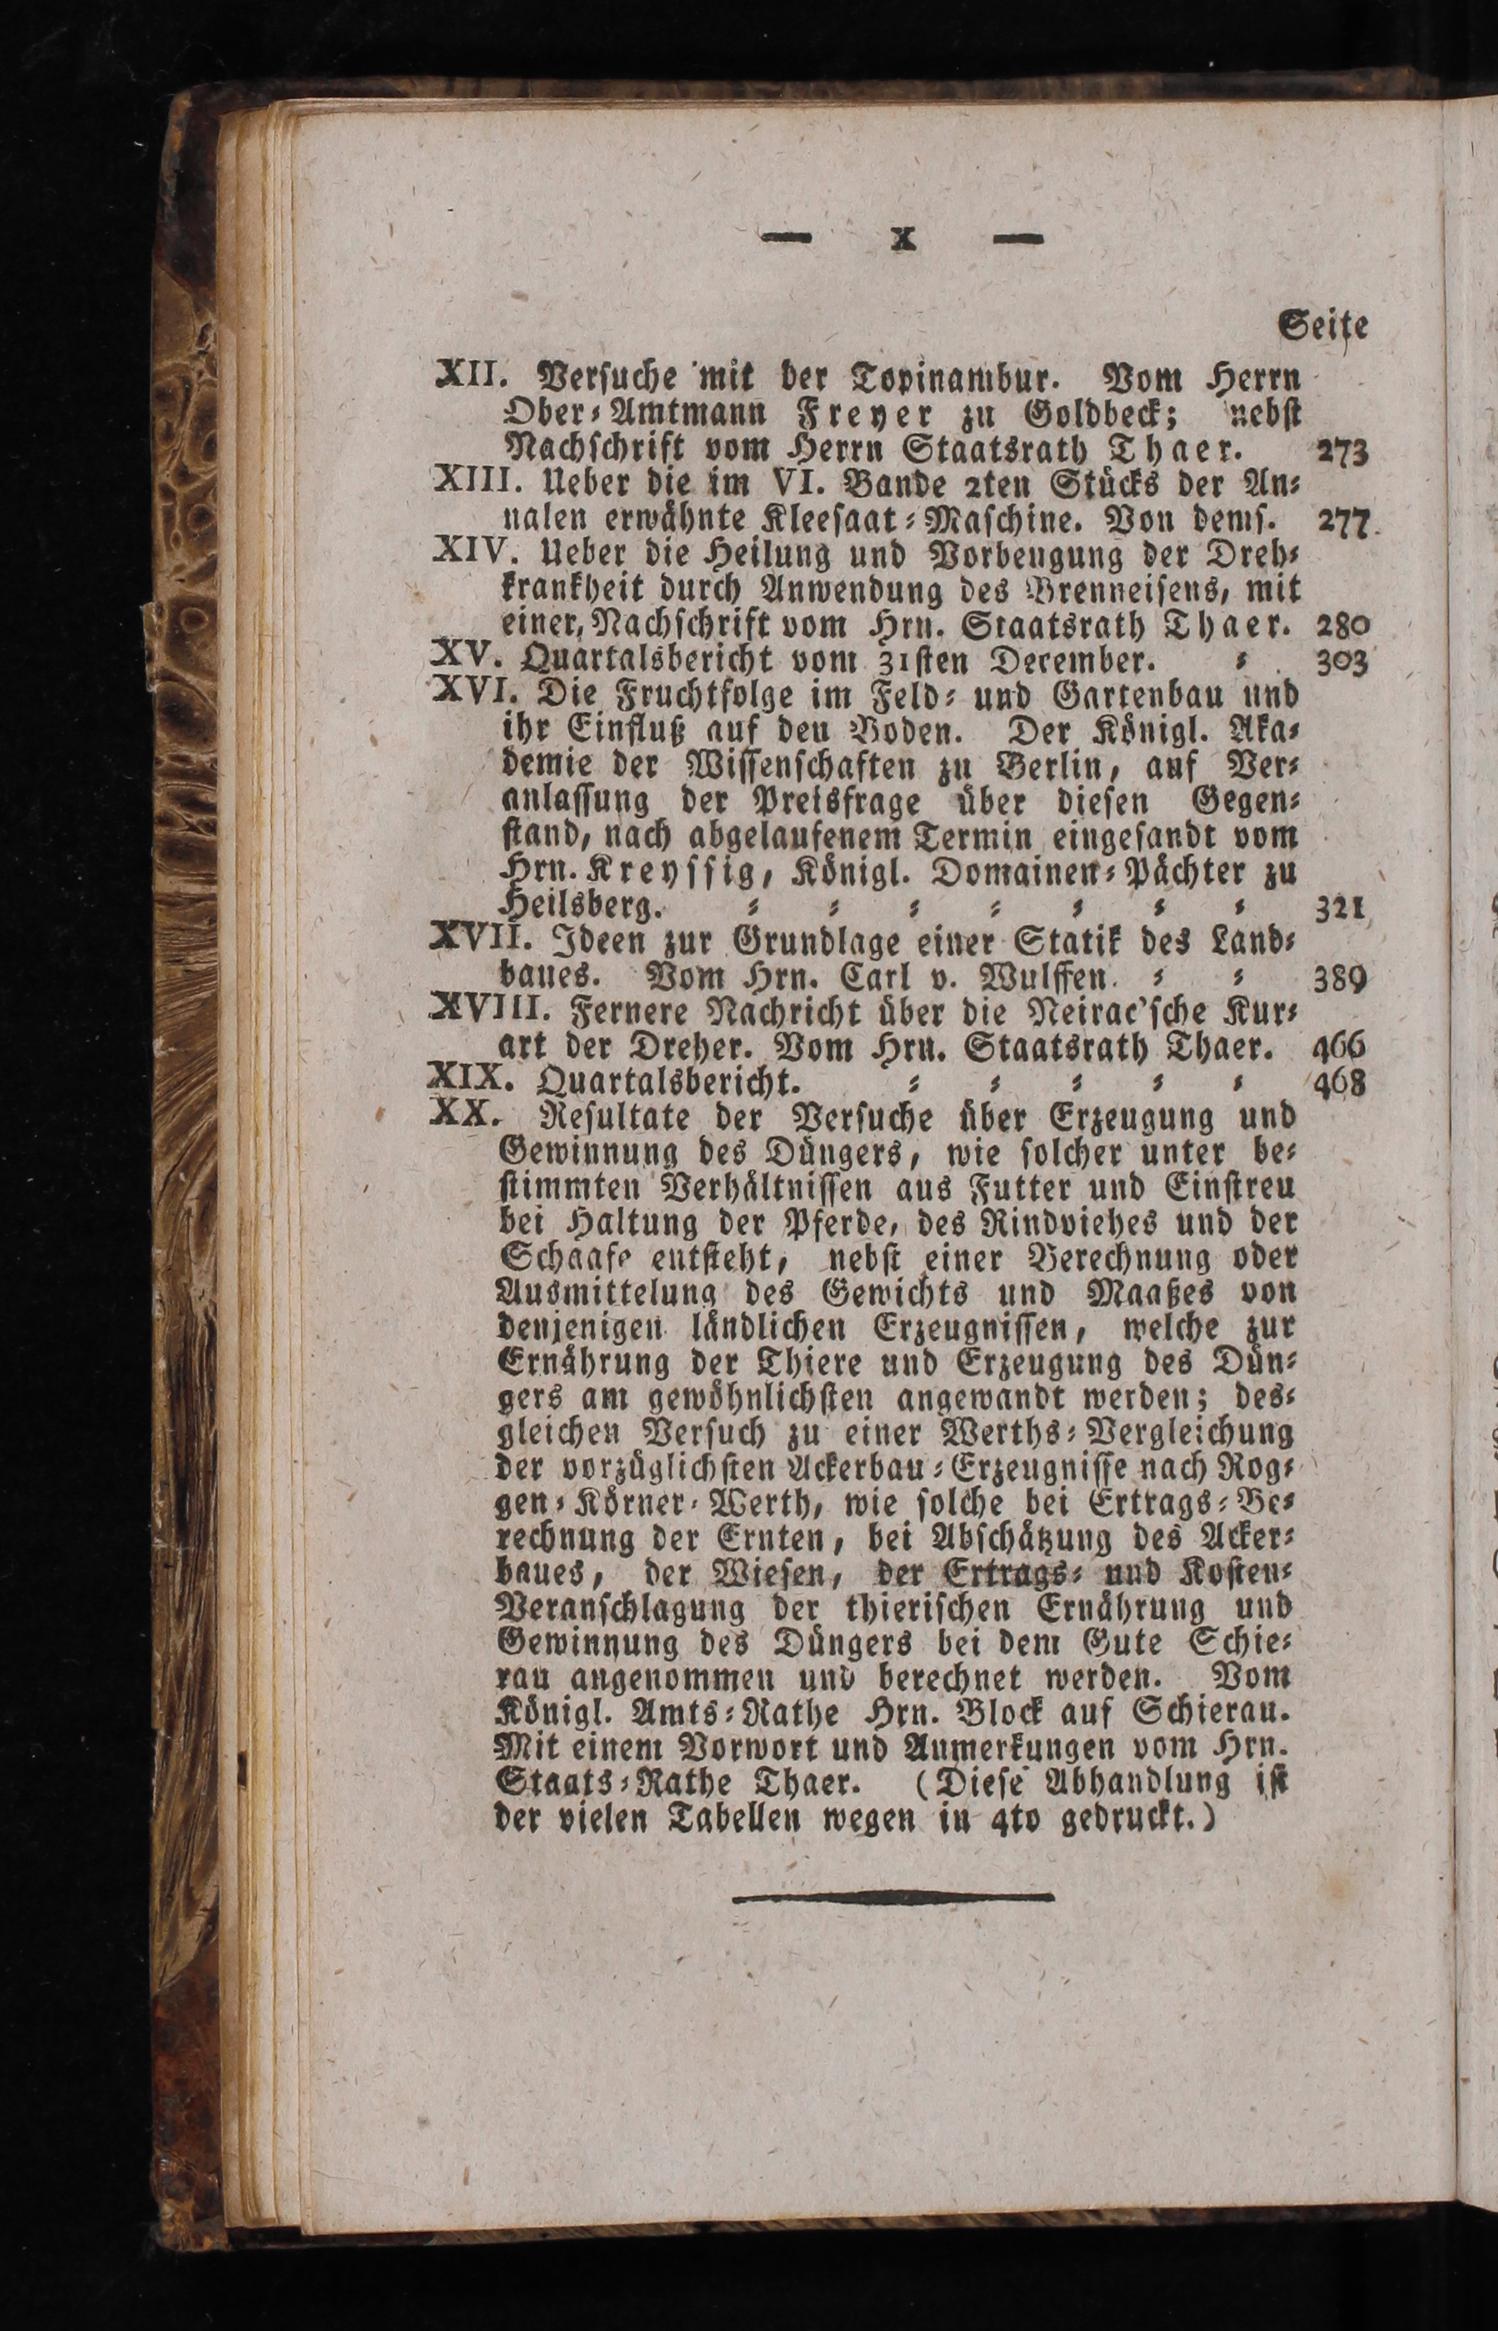 — X —
Seite
XII. Versuche mit der Topinambur. Vom Herrn
Ober-Amtmann Freyer zu Goldbeck; nebst
Nachschrift vom Herrn Staatsrath Thaer. 273
XIII. Ueber die im VI. Bande 2ten Stücks der An-
nalen erwähnte Kleesaat-Maschine. Von dems. 277
XIV. Ueber die Heilung und Vorbeugung der Dreh-
krankheit durch Anwendung des Brenneisens, mit
einer Nachschrift vom Hrn. Staatsrath Thaer. 280
XV. Quartalsbericht vom 31sten December. - 303
XVI. Die Fruchtfolge im Feld- und Gartenbau und
ihr Einfluß auf den Boden. Der Königl. Aka-
demie der Wissenschaften zu Berlin, auf Ver-
anlassung der Preisfrage über diesen Gegen-
stand, nach abgelaufenem Termin eingesandt vom
Hrn. Kreyssig, Königl. Domainen-Pächter zu
Heilsberg. - - - - - - - 321
XVII. Ideen zur Grundlage einer Statik des Land-
baues. Vom Hrn. Carl v. Wulffen. - - 389
XVIII. Fernere Nachricht über die Neirac'sche Kur-
art der Dreher. Vom Hrn. Staatsrath Thaer. 466
XIX. Quartalsbericht. - - - - - 468
XX. Resultate der Versuche über Erzeugung und
Gewinnung des Düngers, wie solcher unter be-
stimmten Verhältnissen aus Futter und Einstreu
bei Haltung der Pferde, des Rindviehes und der
Schaafe entsteht, nebst einer Berechnung oder
Ausmittelung des Gewichts und Maaßes von
denjenigen ländlichen Erzeugnissen, welche zur
Ernährung der Thiere und Erzeugung des Dün-
gers am gewöhnlichsten angewandt werden; des-
gleichen Versuch zu einer Werths-Vergleichung
der vorzüglichsten Ackerbau-Erzeugnisse nach Rog-
gen-Körner-Werth, wie solche bei Ertrags-Be-
rechnung der Ernten, bei Abschätzung des Acker-
baues, der Wiesen, der Ertrags- und Kosten-
Veranschlagung der thierischen Ernährung und
Gewinnung des Düngers bei dem Gute Schie-
rau angenommen und berechnet werden. Vom
Königl. Amts-Rathe Hrn. Block auf Schierau.
Mit einem Vorwort und Anmerkungen vom Hrn.
Staats-Rathe Thaer. (Diese Abhandlung ist
der vielen Tabellen wegen in 4to gedruckt.)